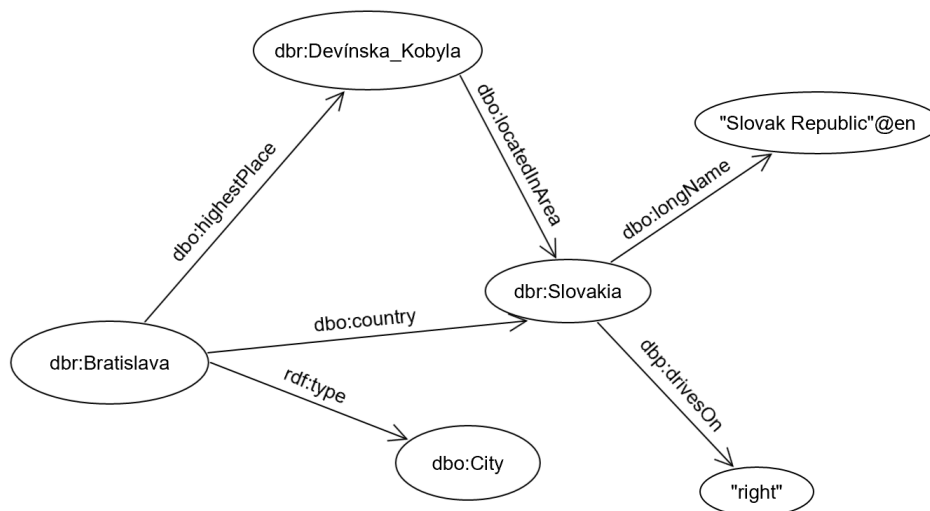 dbr:Devínska_Kobyla
"Slovak Republic"@en
dbo:highestPlace
dbo:locatedInArea
dbo:longName
dbr:Slovakia
dbo:country
dbr:Bratislava
rdf:type
dbp:drivesOn
dbo:City
"right"